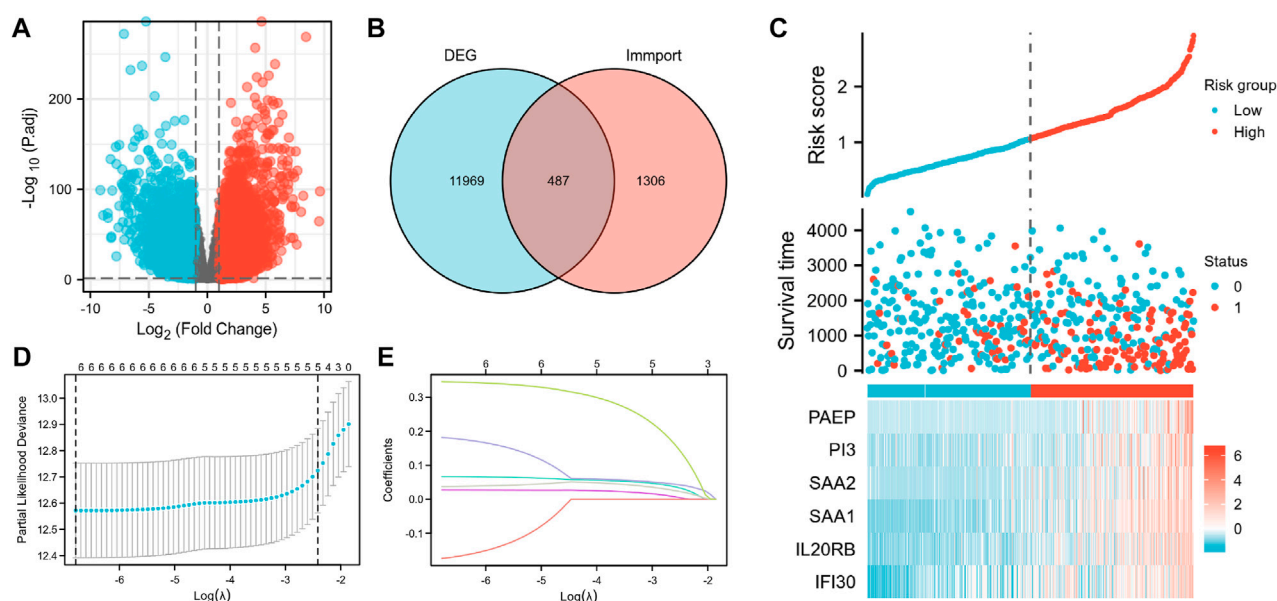 A
-Log 10 (P.adj)
200
100
0
-10 -5 0 5 10
Log2 (Fold Change)
B
DEG Immport
11969 487 1306
C
Risk score
2
1
Risk group
Low
High
Survival time
4000
3000
2000
1000
0
Status
0
1
PAEP
PI3
SAA2
SAA1
IL20RB
IFI30
6
4
2
0
-2
D
6 6 6 6 6 6 6 6 6 6 6 5 5 5 5 5 5 5 5 5 5 5 4 3 0
Partial Likelihood Deviance
13.0
12.9
12.8
12.7
12.6
12.5
12.4
-6 -5 -4 -3 -2
Log(λ)
E
6 6 5 5 3
Coefficients
0.3
0.2
0.1
0.0
-0.1
-6 -5 -4 -3 -2
Log(λ)